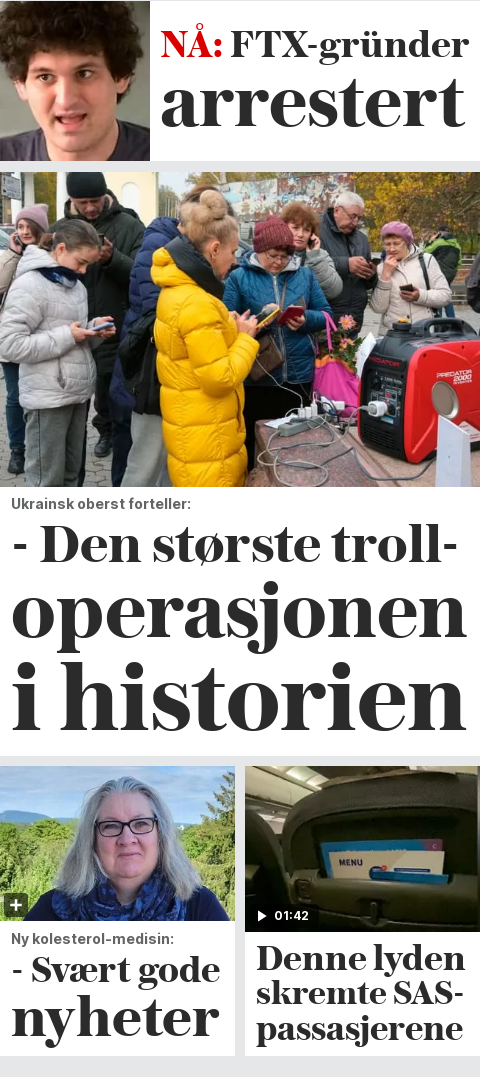 NÅ: FTX-gründer
arrestert
PREDATOR
2000
Ukrainsk oberst forteller:
- Den største troll-
operasjonen
i historien
MENU
01:42
Ny kolesterol-medisin:
- Svært gode
nyheter
Denne lyden
skremte SAS-
passasjerene